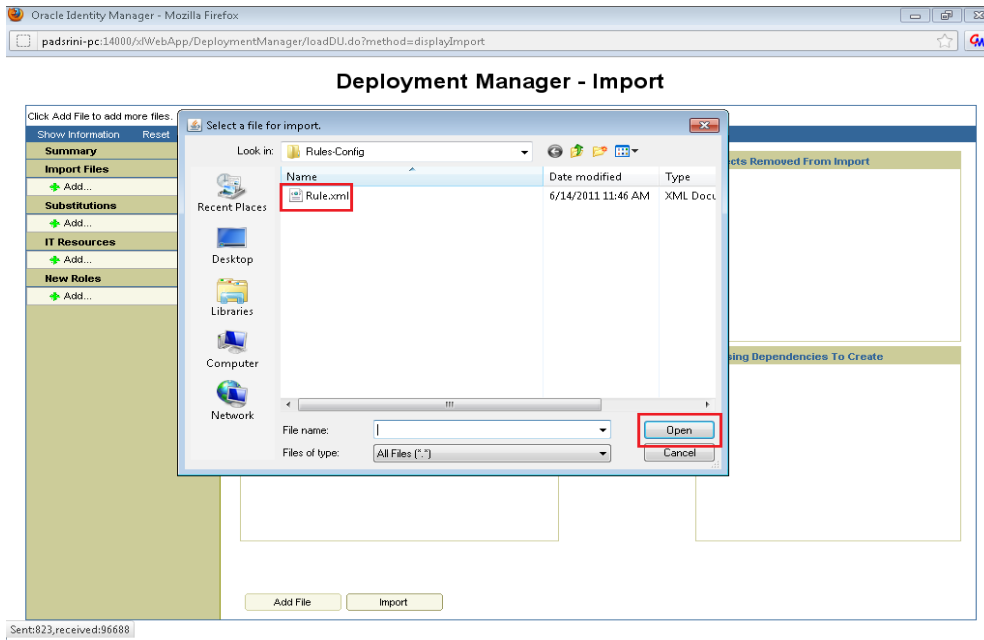 Oracle Identity Manager - Mozilla Firefox
padsrini-pc:14000/xlWebApp/DeploymentManager/loadDU.do?method=displayImport
Deployment Manager - Import
Click Add File to add more files.
Show Information Reset
Summary
Import Files
Add...
Substitutions
Add...
IT Resources
Add...
New Roles
Add...
Select a file for import.
Look in: Rules-Config
Recent Places
Desktop
Libraries
Computer
Network
Name Date modified Type
Rule.xml 6/14/2011 11:46 AM XML Docu
File name: Open
Files of type: All Files (*.*) Cancel
cts Removed From Import
sing Dependencies To Create
Add File Import
Sent:823,received:96688